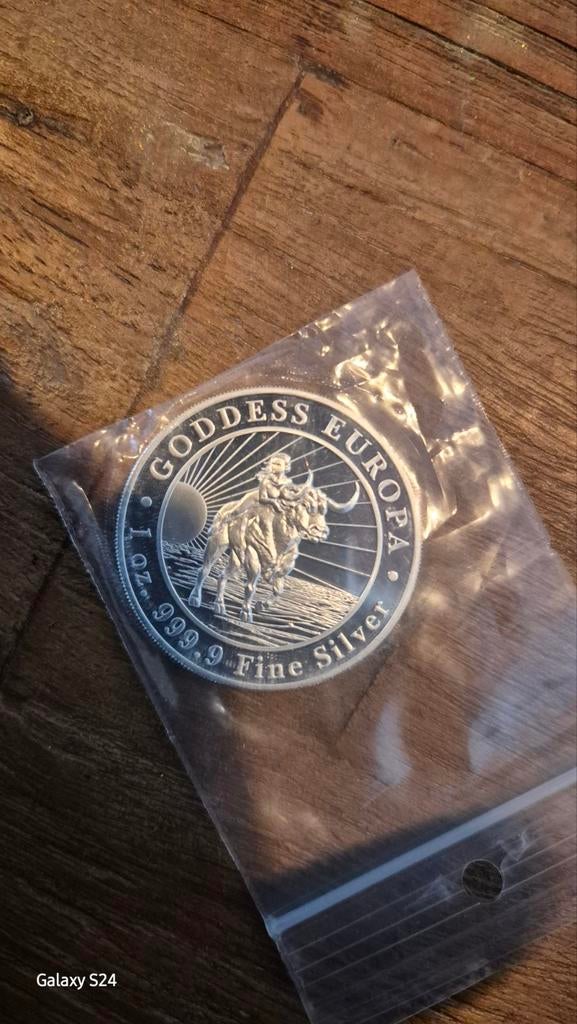 GODDESS EUROPA
1 oz. 999.9 Fine Silver
Galaxy S24